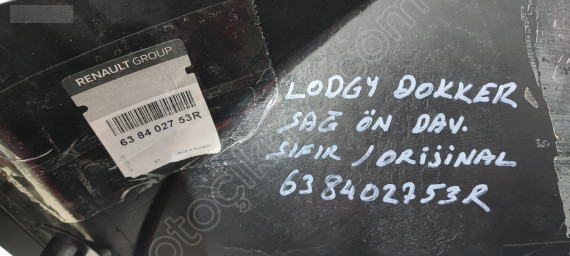 RENAULT GROUP
63 84 027 53R
LODGY DOKKER
SAĞ ÖN DAV.
SIFIR / ORİJİNAL
638402753R